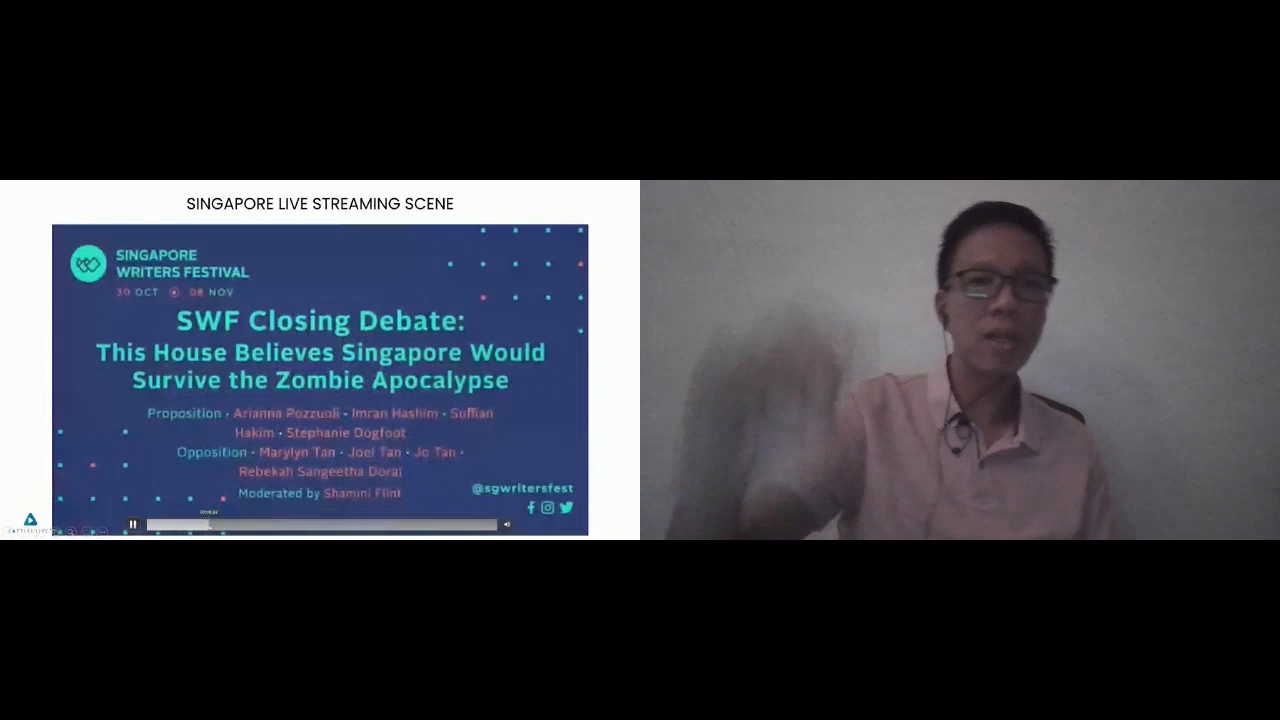 SINGAPORE LIVE STREAMING SCENE
SINGAPORE
WRITERS FESTIVAL
30 OCT 08 NOV
SWF Closing Debate:
This House Believes Singapore Would
Survive the Zombie Apocalypse
Proposition · Arianna Pozzuoli · Imran Hashim · Suffian
Hakim · Stephanie Dogfoot
Opposition · Marylyn Tan · Joel Tan · Jo Tan ·
Rebekah Sangeetha Dorai
Moderated by Shamini Flint
@sgwritersfest